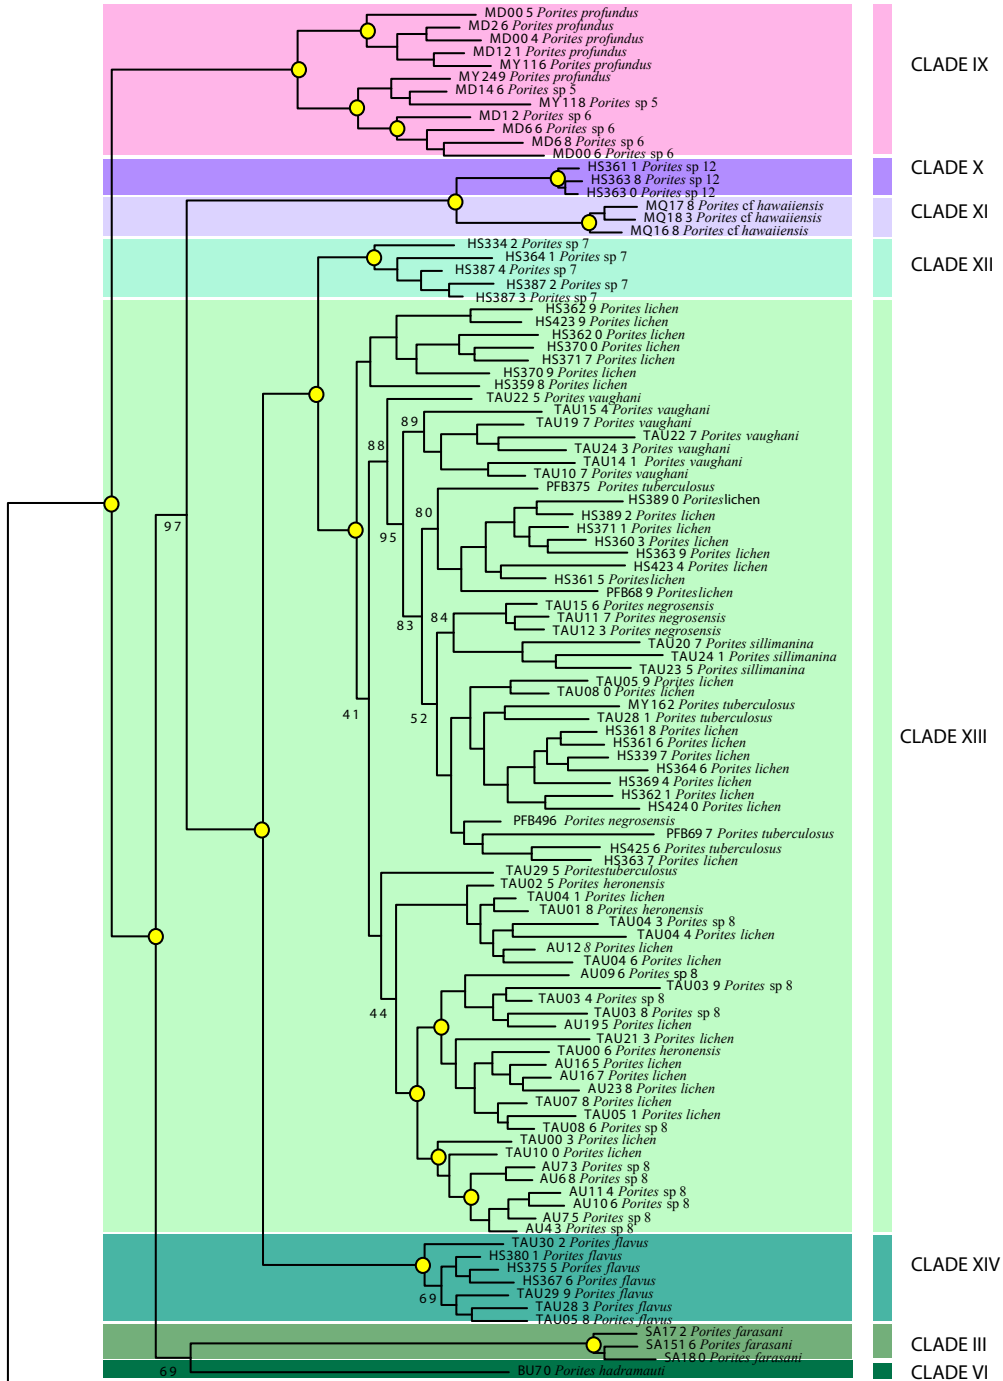 MD00 5 Porites profundus
MD2 6 Porites profundus
MD00 4 Porites profundus
MD12 1 Porites profundus
MY116 Porites profundus
CLADE IX
MY249 Porites profundus
MD14 6 Porites sp 5
MY118 Porites sp 5
MD1 2 Porites sp 6
MD6 6 Porites sp 6
MD6 8 Porites sp 6
MD00 6 Porites sp 6
HS361 1 Porites sp 12
CLADE X
HS363 8 Porites sp 12
HS363 0 Porites sp 12
MQ17 8 Porites cf hawaiiensis
CLADE XI
MQ18 3 Porites cf hawaiiensis
MQ16 8 Porites cf hawaiiensis
HS334 2 Porites sp 7
HS364 1 Porites sp 7
CLADE XII
HS387 4 Porites sp 7
HS387 2 Porites sp 7
HS387 3 Porites sp 7
HS362 9 Porites lichen
HS423 9 Porites lichen
HS362 0 Porites lichen
HS370 0 Porites lichen
HS371 7 Porites lichen
HS370 9 Porites lichen
HS359 8 Porites lichen
TAU22 5 Porites vaughani
TAU15 4 Porites vaughani
89
TAU19 7 Porites vaughani
TAU22 7 Porites vaughani
88
TAU24 3 Porites vaughani
TAU14 1 Porites vaughani
TAU10 7 Porites vaughani
PFB375 Porites tuberculosus
HS389 0 Poriteslichen
80
HS389 2 Porites lichen
97
HS371 1 Porites lichen
95
HS360 3 Porites lichen
HS363 9 Porites lichen
HS423 4 Porites lichen
HS361 5 Poriteslichen
PFB68 9 Poriteslichen
TAU15 6 Porites negrosensis
84
TAU11 7 Porites negrosensis
83
TAU12 3 Porites negrosensis
TAU20 7 Porites sillimanina
TAU24 1 Porites sillimanina
TAU23 5 Porites sillimanina
TAU05 9 Porites lichen
TAU08 0 Porites lichen
MY162 Porites tuberculosus
41
52
TAU28 1 Porites tuberculosus
HS361 8 Porites lichen
CLADE XIII
HS361 6 Porites lichen
HS339 7 Porites lichen
HS364 6 Porites lichen
HS369 4 Porites lichen
HS362 1 Porites lichen
HS424 0 Porites lichen
PFB496 Porites negrosensis
PFB69 7 Porites tuberculosus
HS425 6 Porites tuberculosus
HS363 7 Porites lichen
TAU29 5 Poritestuberculosus
TAU02 5 Porites heronensis
TAU04 1 Porites lichen
TAU01 8 Porites heronensis
TAU04 3 Porites sp 8
TAU04 4 Porites lichen
AU12 8 Porites lichen
TAU04 6 Porites lichen
AU09 6 Porites sp 8
TAU03 9 Porites sp 8
TAU03 4 Porites sp 8
44
TAU03 8 Porites sp 8
AU19 5 Porites lichen
TAU21 3 Porites lichen
TAU00 6 Porites heronensis
AU16 5 Porites lichen
AU16 7 Porites lichen
AU23 8 Porites lichen
TAU07 8 Porites lichen
TAU05 1 Porites lichen
TAU08 6 Porites sp 8
TAU00 3 Porites lichen
TAU10 0 Porites lichen
AU7 3 Porites sp 8
AU6 8 Porites sp 8
AU11 4 Porites sp 8
AU10 6 Porites sp 8
AU7 5 Porites sp 8
AU4 3 Porites sp 8
TAU30 2 Porites flavus
HS380 1 Porites flavus
CLADE XIV
HS375 5 Porites flavus
HS367 6 Porites flavus
69
TAU29 9 Porites flavus
TAU28 3 Porites flavus
TAU05 8 Porites flavus
SA17 2 Porites farasani
CLADE III
SA151 6 Porites farasani
SA18 0 Porites farasani
69
BU70 Porites hadramauti
CLADE VI